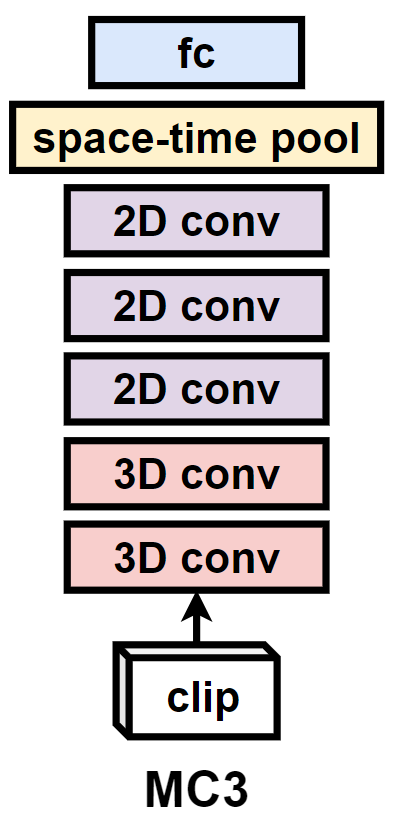 fc
space-time pool
2D conv
2D conv
2D conv
3D conv
3D conv
clip
MC3